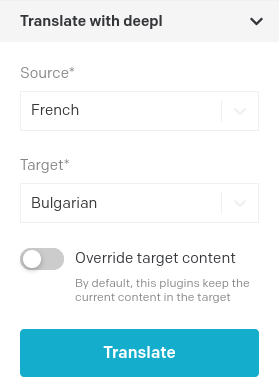 Translate with deepl
Source*
French
Target*
Bulgarian
Override target content
By default, this plugins keep the
current content in the target
Translate